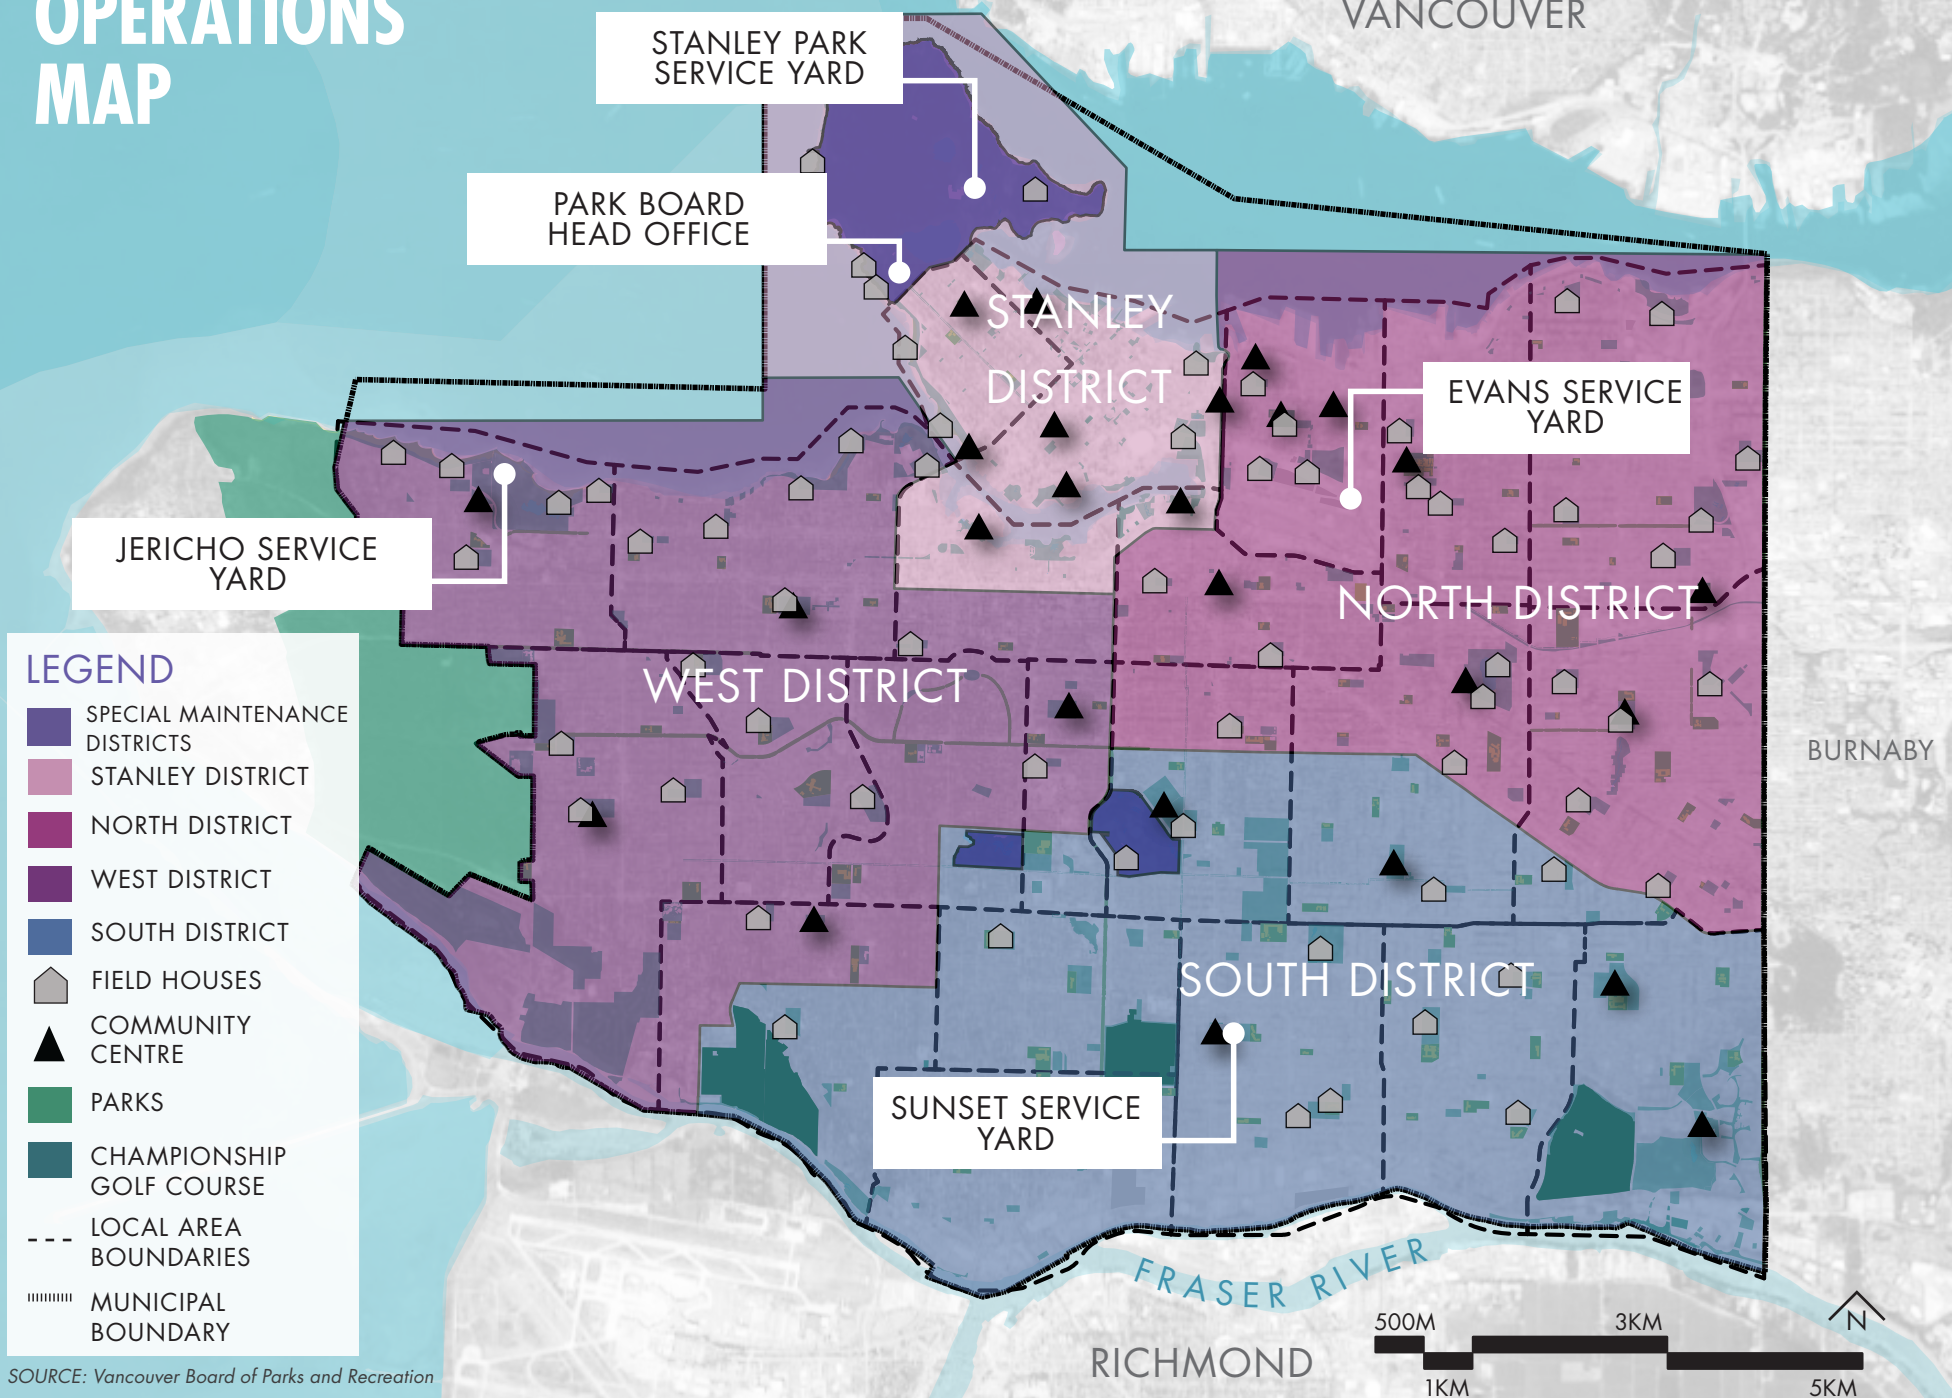 OPERATIONS
MAP
VANCOUVER
STANLEY PARK
SERVICE YARD
PARK BOARD
HEAD OFFICE
STANLEY
DISTRICT
EVANS SERVICE
YARD
JERICHO SERVICE
YARD
NORTH DISTRICT
WEST DISTRICT
BURNABY
SOUTH DISTRICT
SUNSET SERVICE
YARD
LEGEND
SPECIAL MAINTENANCE
DISTRICTS
STANLEY DISTRICT
NORTH DISTRICT
WEST DISTRICT
SOUTH DISTRICT
FIELD HOUSES
COMMUNITY
CENTRE
PARKS
CHAMPIONSHIP
GOLF COURSE
LOCAL AREA
BOUNDARIES
MUNICIPAL
BOUNDARY
FRASER RIVER
RICHMOND
500M
3KM
1KM
5KM
N
SOURCE: Vancouver Board of Parks and Recreation